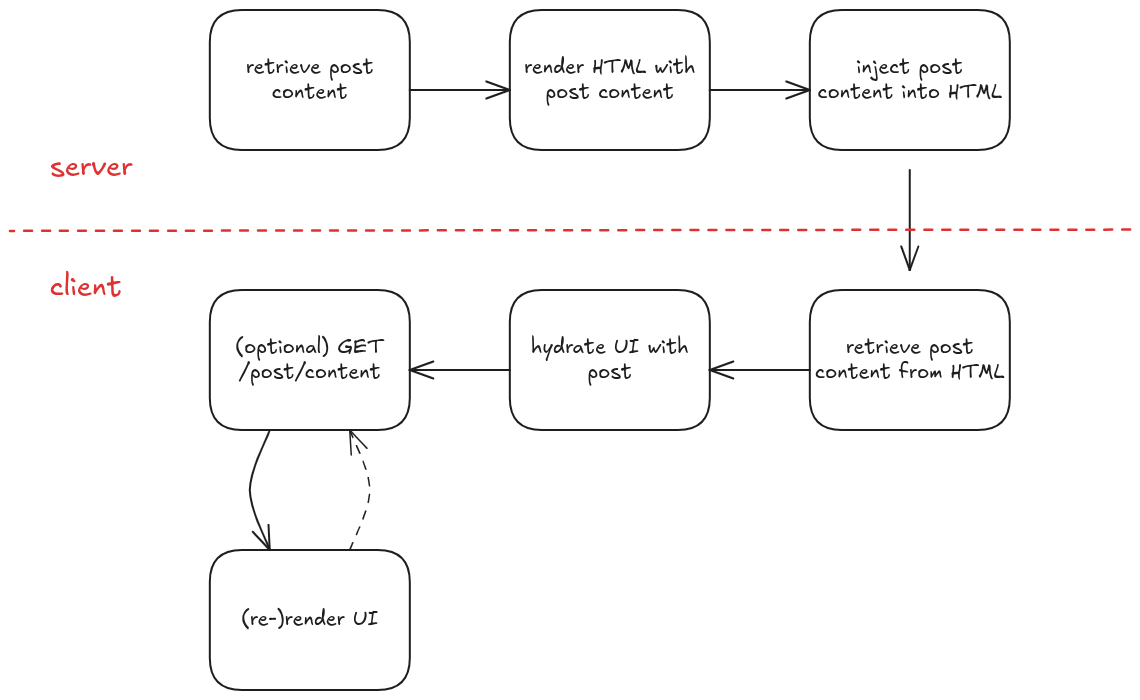 retrieve post
content
render HTML with
post content
inject post
content into HTML
server
client
(optional) GET
/post/content
hydrate UI with
post
retrieve post
content from HTML
(re-)render UI